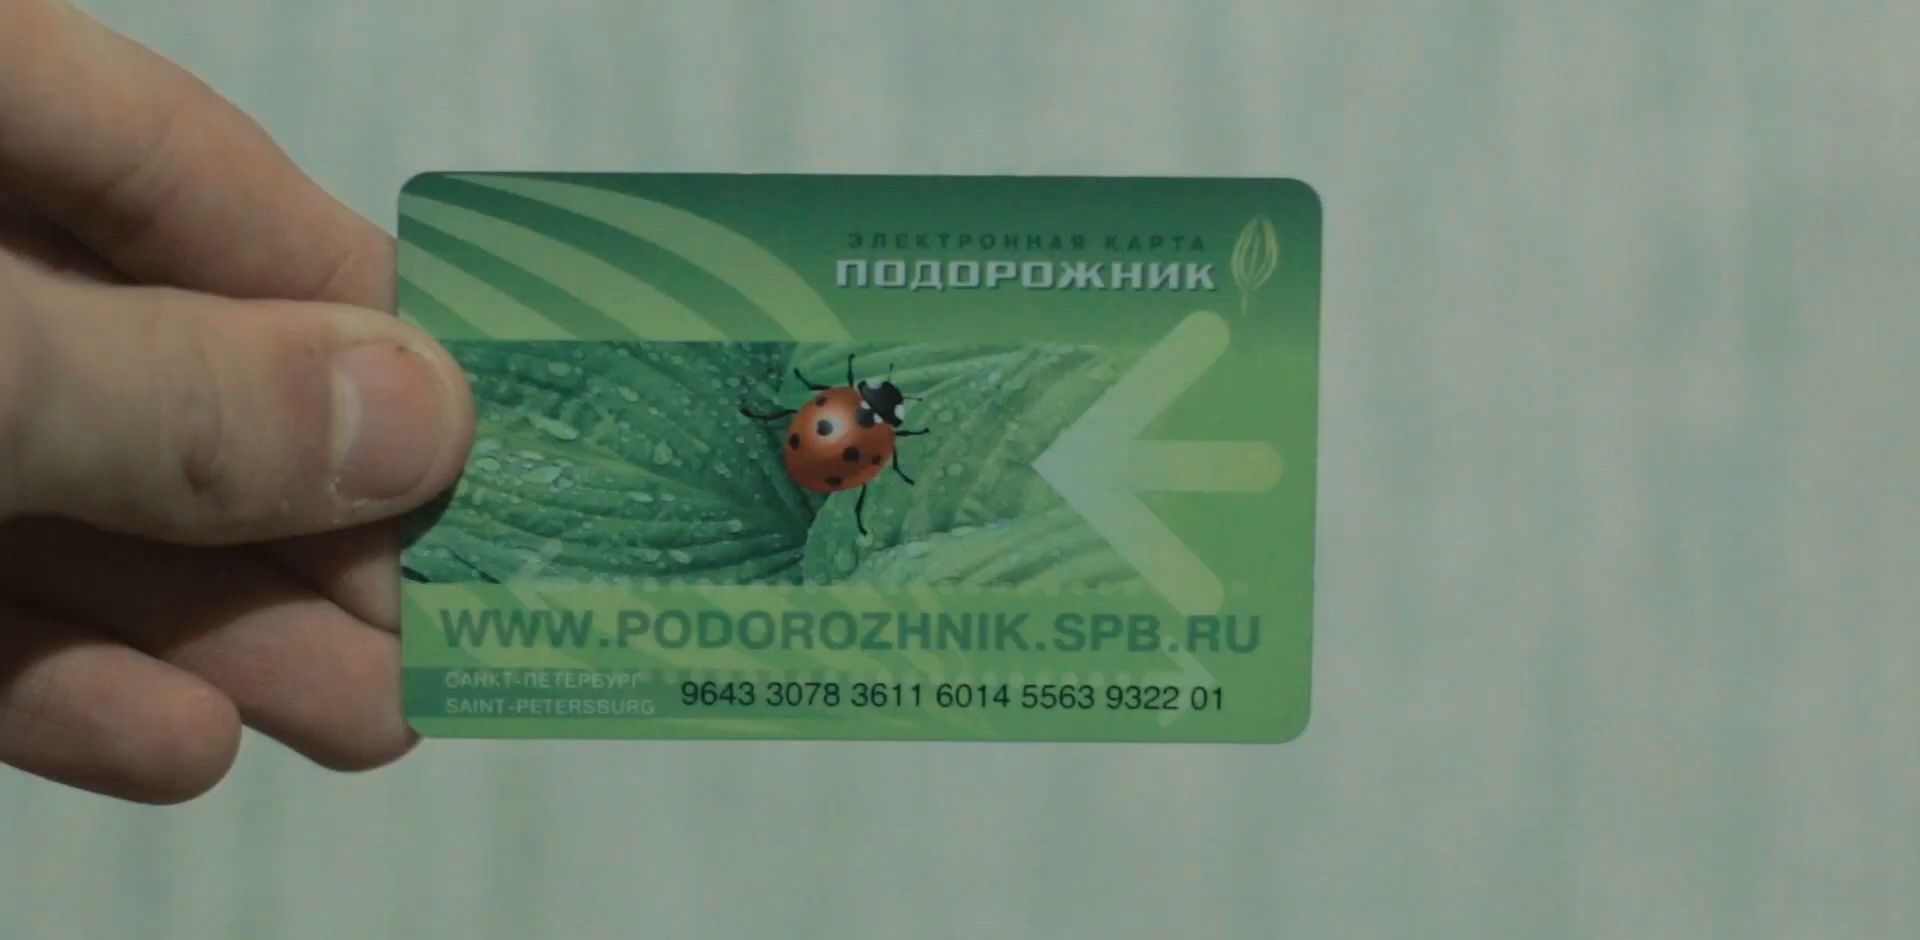 ЭЛЕКТРОННАЯ КАРТА
ПОДОРОЖНИК
WWW.PODOROZHNIK.SPB.RU
САНКТ-ПЕТЕРБУРГ
SAINT-PETERSBURG
9643 3078 3611 6014 5563 9322 01